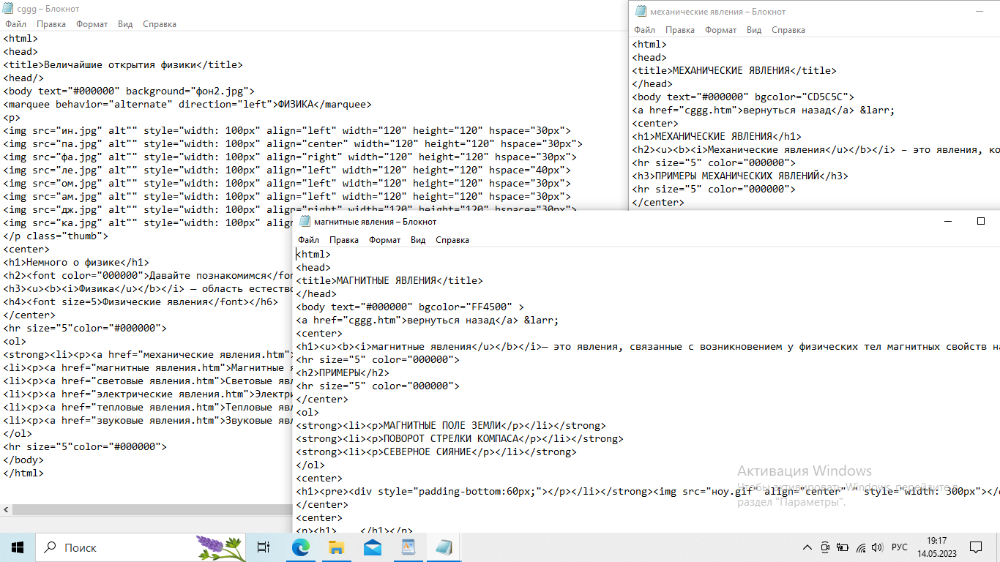 cggg – Блокнот
Файл Правка Формат Вид Справка
<html>
<head>
<title>Величайшие открытия физики</title>
<head/>
<body text="#000000" background="фон2.jpg">
<marquee behavior="alternate" direction="left">ФИЗИКА</marquee>
<p>
<img src="ин.jpg" alt"" style="width: 100px" align="left" width="120" height="120" hspace="30px">
<img src="па.jpg" alt"" style="width: 100px" align="center" width="120" height="120" hspace="30px">
<img src="фа.jpg" alt"" style="width: 100px" align="right" width="120" height="120" hspace="30px">
<img src="ле.jpg" alt"" style="width: 100px" align="left" width="120" height="120" hspace="40px">
<img src="ом.jpg" alt"" style="width: 100px" align="left" width="120" height="120" hspace="30px">
<img src="ам.jpg" alt"" style="width: 100px" align="left" width="120" height="120" hspace="30px">
<img src="дж.jpg" alt"" style="width: 100px" align="right" width="120" height="120" hspace="30px">
<img src="ка.jpg" alt"" style="width: 100px" alig
</p class="thumb">
<center>
<h1>Немного о физике</h1>
<h2><font color="000000">Давайте познакомимся</fon
<h3><u><b><i>Физика</u></b></i> – область естество
<h4><font size=5>Физические явления</font></h6>
</center>
<hr size="5"color="#000000">
<ol>
<strong><li><p><a href="механические явления.htm">
<li><p><a href="магнитные явления.htm">Магнитные я
<li><p><a href="световые явления.htm">Световые явл
<li><p><a href="электрические явления.htm">Электри
<li><p><a href="тепловые явления.htm">Тепловые явл
<li><p><a href="звуковые явления.htm">Звуковые явл
</ol>
<hr size="5"color="#000000">
</body>
</html>
механические явления – Блокнот
Файл Правка Формат Вид Справка
<html>
<head>
<title>МЕХАНИЧЕСКИЕ ЯВЛЕНИЯ</title>
</head>
<body text="#000000" bgcolor="CD5C5C">
<a href="cggg.htm">вернуться назад</a> &larr;
<center>
<h1>МЕХАНИЧЕСКИЕ ЯВЛЕНИЯ</h1>
<h2><u><b><i>Механические явления</u></b></i> – это явления, ко
<hr size="5" color="000000">
<h3>ПРИМЕРЫ МЕХАНИЧЕСКИХ ЯВЛЕНИЙ</h3>
<hr size="5" color="000000">
</center>
магнитные явления – Блокнот
Файл Правка Формат Вид Справка
<html>
<head>
<title>МАГНИТНЫЕ ЯВЛЕНИЯ</title>
</head>
<body text="#000000" bgcolor="FF4500" >
<a href="cggg.htm">вернуться назад</a> &larr;
<center>
<h1><u><b><i>магнитные явления</u></b></i>– это явления, связанные с возникновением у физических тел магнитных свойств на
<hr size="5" color="000000">
<h2>ПРИМЕРЫ</h2>
<hr size="5" color="000000">
</center>
<ol>
<strong><li><p>МАГНИТНЫЕ ПОЛЕ ЗЕМЛИ</p></li></strong>
<strong><li><p>ПОВОРОТ СТРЕЛКИ КОМПАСА</p></li></strong>
<strong><li><p>СЕВЕРНОЕ СИЯНИЕ</p></li></strong>
</ol>
<center>
<h1><pre><div style="padding-bottom:60px;"></p></li></strong><img src="ноу.gif" align="center" " style="width: 300px"></
</center>
<center>
<p><h1> </h1></p>
Активация Windows
Чтобы активировать Windows, перейдите в
раздел "Параметры".
Поиск
РУС
19:17
14.05.2023